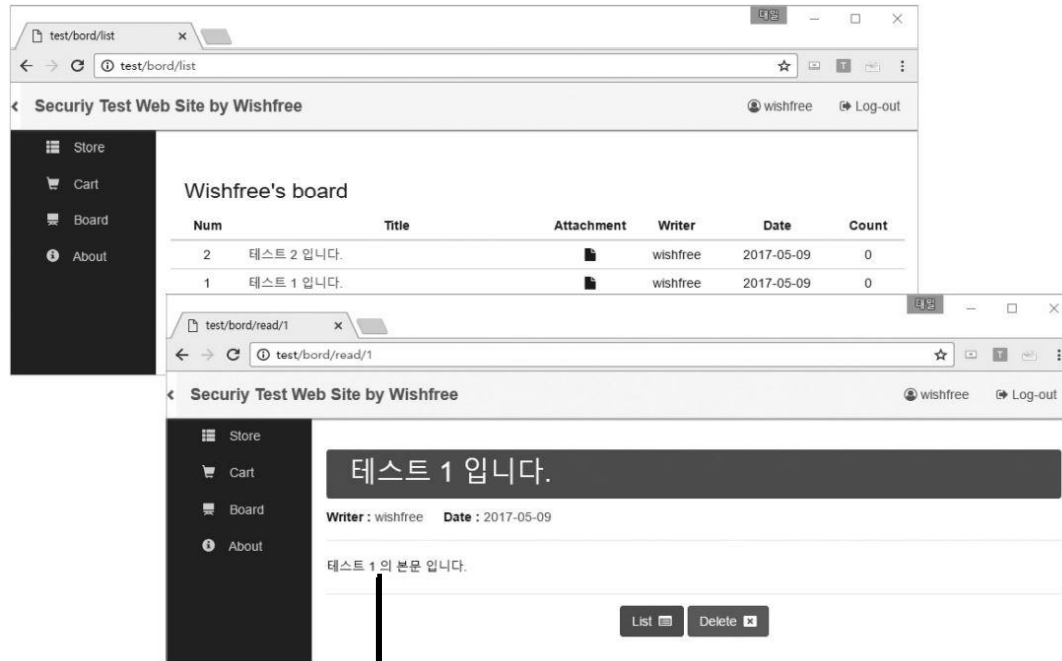 태일
test/bord/list
test/bord/list
Securiy Test Web Site by Wishfree
wishfree Log-out
Store
Cart
Board
About
Wishfree's board
Num Title Attachment Writer Date Count
2 테스트 2 입니다. wishfree 2017-05-09 0
1 테스트 1 입니다. wishfree 2017-05-09 0
태일
test/bord/read/1
test/bord/read/1
Securiy Test Web Site by Wishfree
wishfree Log-out
Store
Cart
Board
About
테스트 1 입니다.
Writer : wishfree Date : 2017-05-09
테스트 1 의 본문 입니다.
List Delete